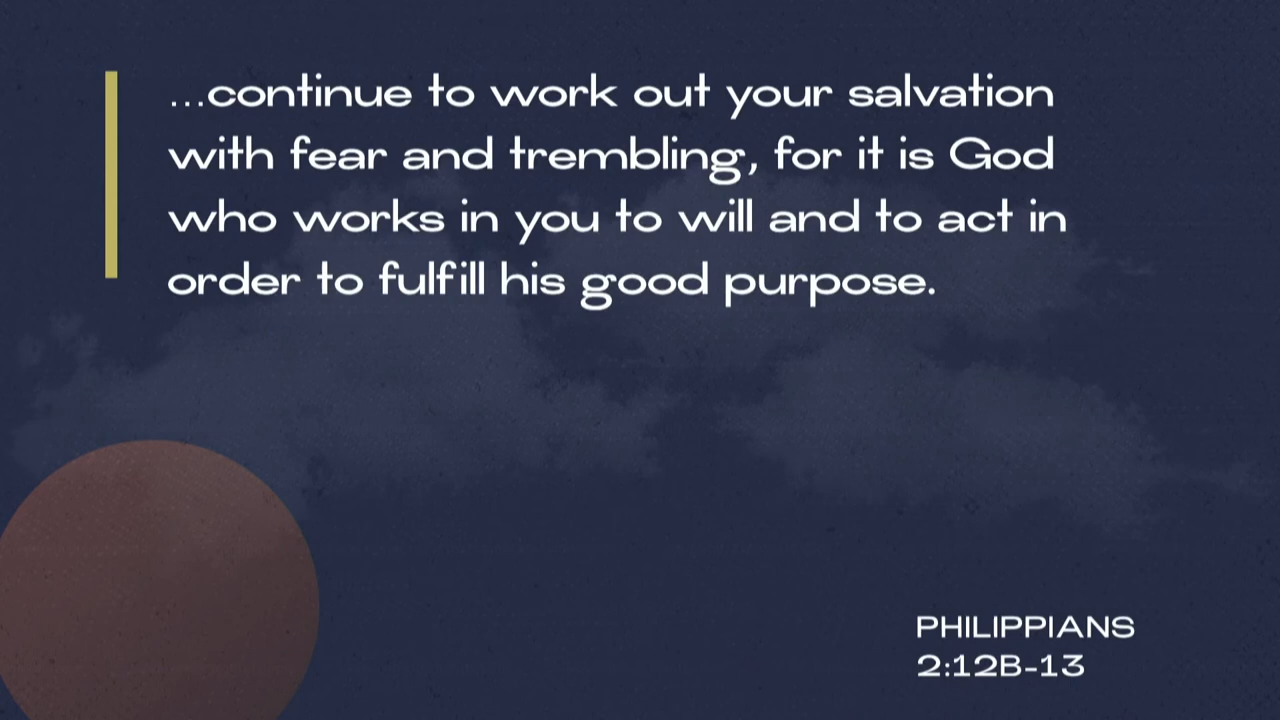 ...continue to work out your salvation
with fear and trembling, for it is God
who works in you to will and to act in
order to fulfill his good purpose.
PHILIPPIANS
2:12B-13